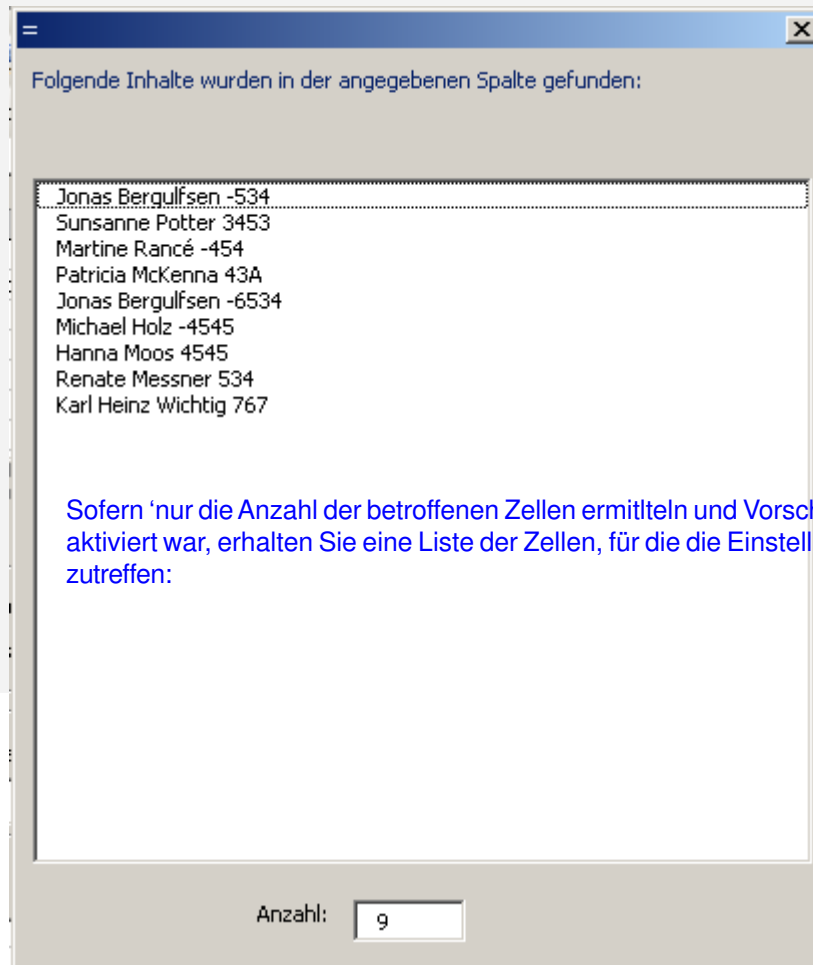 =
Folgende Inhalte wurden in der angegebenen Spalte gefunden:
Jonas Bergulfsen -534
Sunsanne Potter 3453
Martine Rancé -454
Patricia McKenna 43A
Jonas Bergulfsen -6534
Michael Holz -4545
Hanna Moos 4545
Renate Messner 534
Karl Heinz Wichtig 767
Sofern ‘nur die Anzahl der betroffenen Zellen ermitlteln und Vorsch
aktiviert war, erhalten Sie eine Liste der Zellen, für die die Einstell
zutreffen:
Anzahl: 9